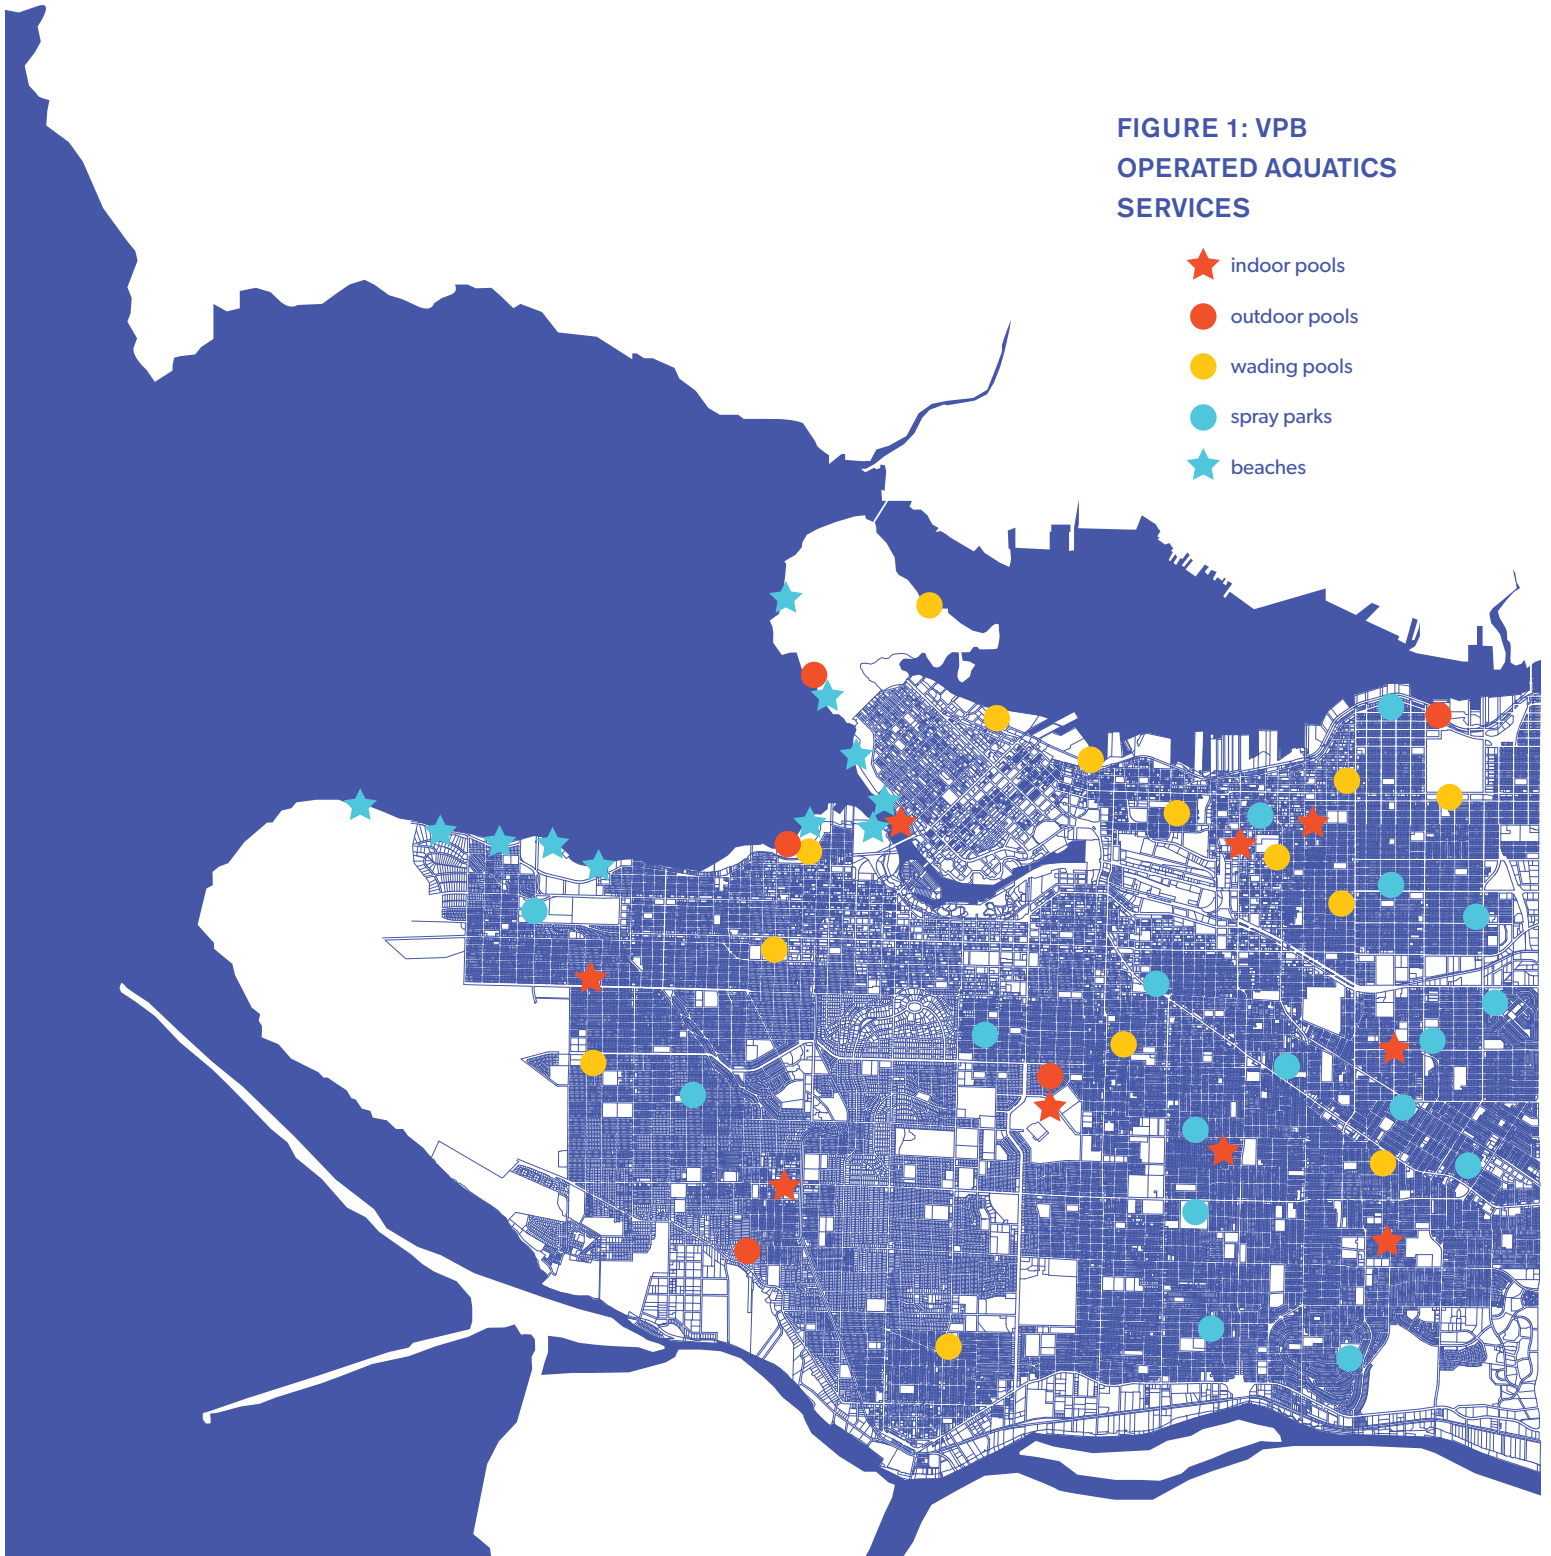 FIGURE 1: VPB
OPERATED AQUATICS
SERVICES
indoor pools
outdoor pools
wading pools
spray parks
beaches